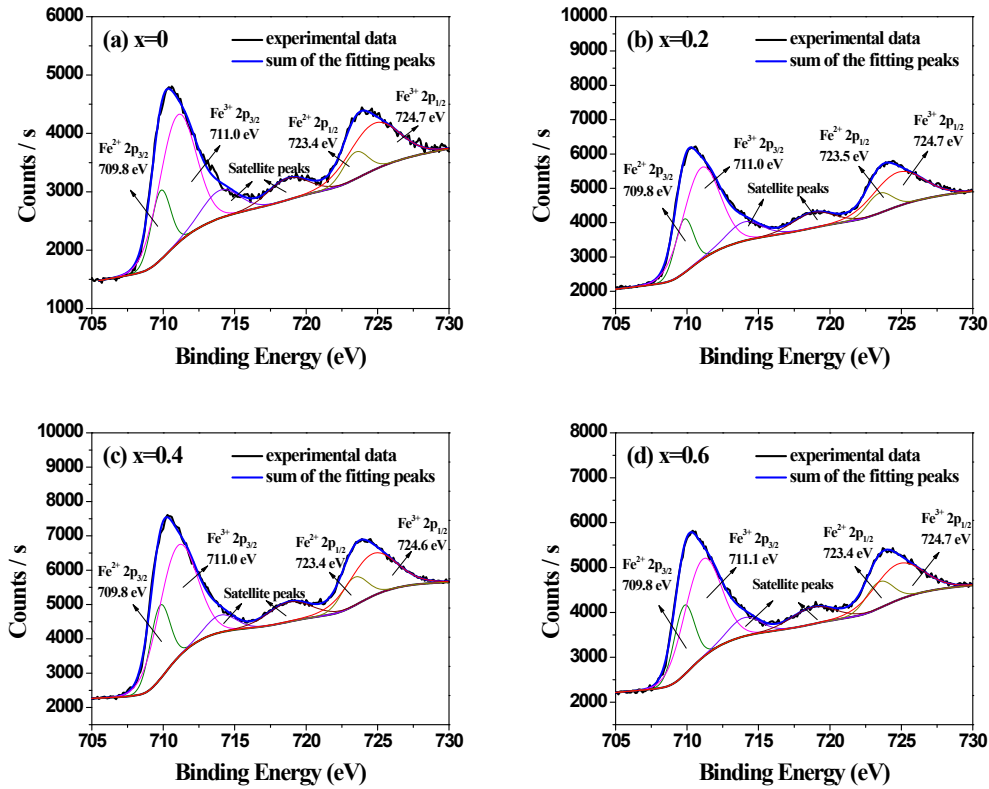 (a) x=0
experimental data
sum of the fitting peaks
Fe²⁺ 2p₃/₂
709.8 eV
Fe³⁺ 2p₃/₂
711.0 eV
Satellite peaks
Fe²⁺ 2p₁/₂
723.4 eV
Fe³⁺ 2p₁/₂
724.7 eV
6000
5000
4000
3000
2000
1000
Counts / s
705 710 715 720 725 730
Binding Energy (eV)
(b) x=0.2
experimental data
sum of the fitting peaks
Fe²⁺ 2p₃/₂
709.8 eV
Fe³⁺ 2p₃/₂
711.0 eV
Satellite peaks
Fe²⁺ 2p₁/₂
723.5 eV
Fe³⁺ 2p₁/₂
724.7 eV
10000
9000
8000
7000
6000
5000
4000
3000
2000
Counts / s
705 710 715 720 725 730
Binding Energy (eV)
(c) x=0.4
experimental data
sum of the fitting peaks
Fe²⁺ 2p₃/₂
709.8 eV
Fe³⁺ 2p₃/₂
711.0 eV
Satellite peaks
Fe²⁺ 2p₁/₂
723.4 eV
Fe³⁺ 2p₁/₂
724.6 eV
10000
9000
8000
7000
6000
5000
4000
3000
2000
Counts / s
705 710 715 720 725 730
Binding Energy (eV)
(d) x=0.6
experimental data
sum of the fitting peaks
Fe²⁺ 2p₃/₂
709.8 eV
Fe³⁺ 2p₃/₂
711.1 eV
Satellite peaks
Fe²⁺ 2p₁/₂
723.4 eV
Fe³⁺ 2p₁/₂
724.7 eV
8000
7000
6000
5000
4000
3000
2000
Counts / s
705 710 715 720 725 730
Binding Energy (eV)